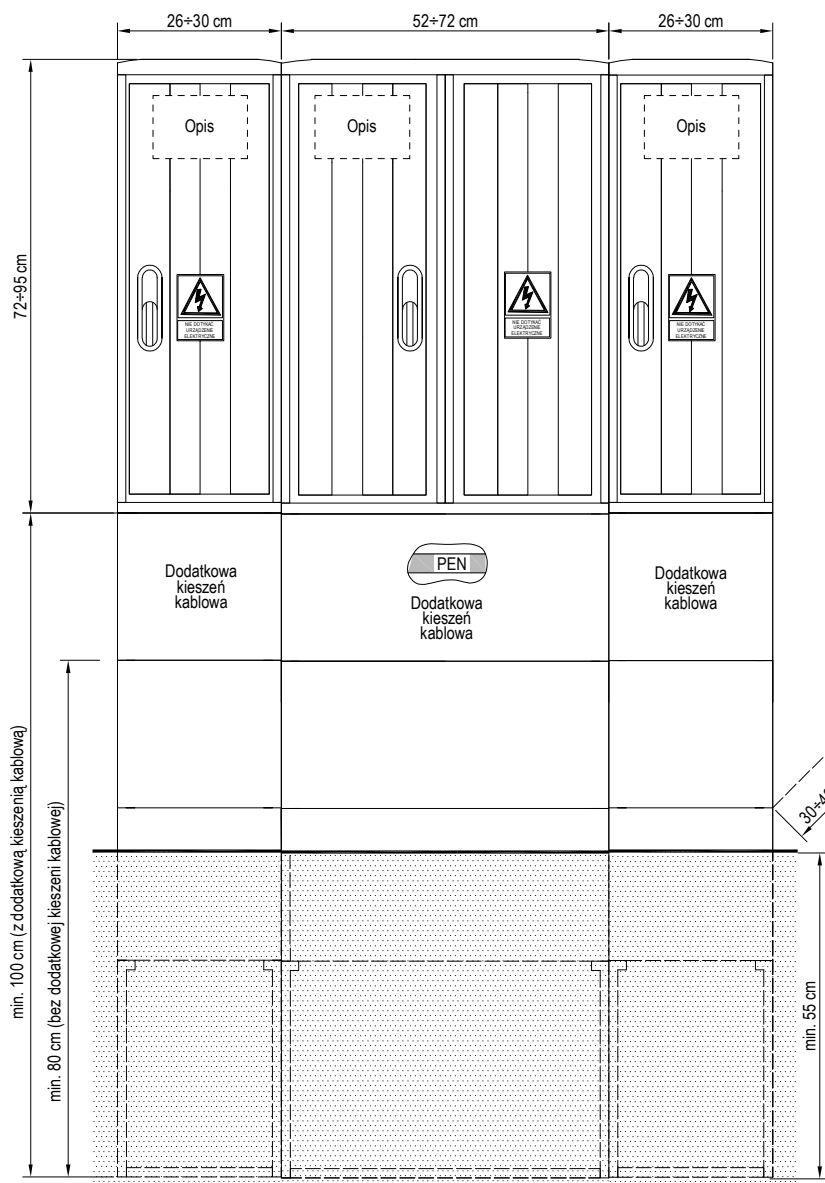 26÷30 cm
52÷72 cm
26÷30 cm
72÷95 cm
Opis
Opis
Opis
NIE DOTYKAĆ
URZĄDZENIE
ELEKTRYCZNE
NIE DOTYKAĆ
URZĄDZENIE
ELEKTRYCZNE
NIE DOTYKAĆ
URZĄDZENIE
ELEKTRYCZNE
Dodatkowa
kieszeń
kablowa
PEN
Dodatkowa
kieszeń
kablowa
Dodatkowa
kieszeń
kablowa
min. 100 cm (z dodatkową kieszenią kablową)
min. 80 cm (bez dodatkowej kieszeni kablowej)
min. 55 cm